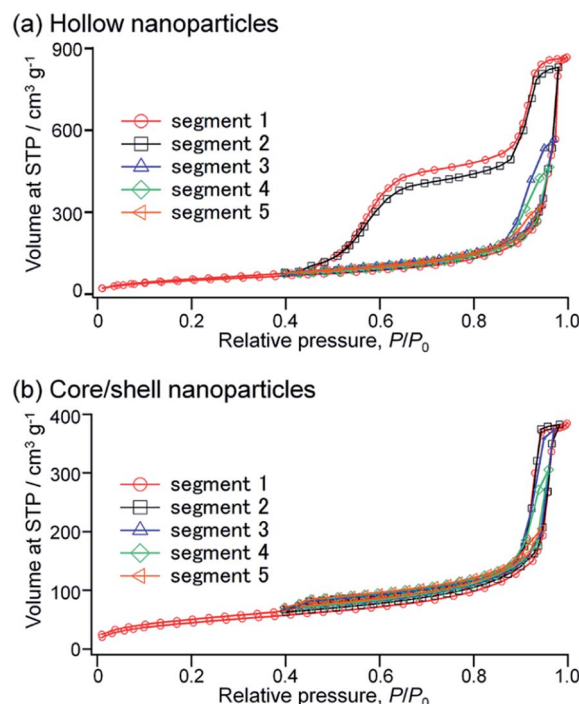 (a) Hollow nanoparticles
900
600
300
0
Volume at STP / cm³ g⁻¹
segment 1
segment 2
segment 3
segment 4
segment 5
0 0.2 0.4 0.6 0.8 1.0
Relative pressure, P/P₀
(b) Core/shell nanoparticles
400
300
200
100
0
Volume at STP / cm³ g⁻¹
segment 1
segment 2
segment 3
segment 4
segment 5
0 0.2 0.4 0.6 0.8 1.0
Relative pressure, P/P₀